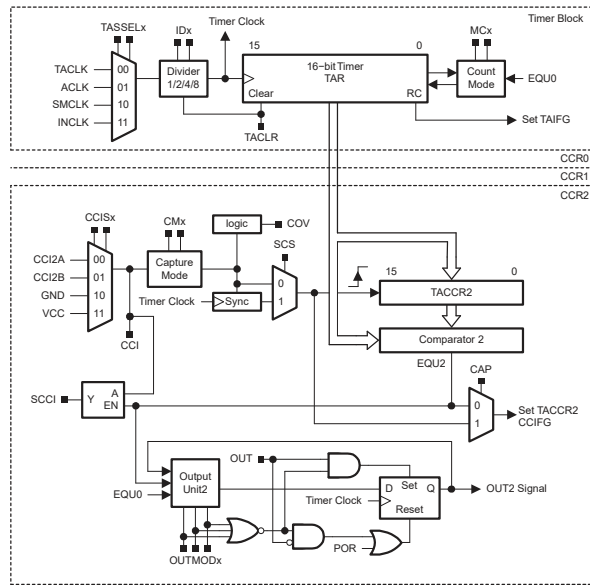 Timer Block
TASSELx
IDx
Timer Clock
15
0
MCx
TACLK
ACLK
SMCLK
INCLK
00
01
10
11
Divider
1/2/4/8
16−bit Timer
TAR
Clear
RC
Count
Mode
EQU0
Set TAIFG
TACLR
CCR0
CCR1
CCR2
CCISx
CMx
logic
COV
SCS
CCI2A
CCI2B
GND
VCC
00
01
10
11
Capture
Mode
Timer Clock
Sync
0
1
15
0
TACCR2
CCI
Comparator 2
EQU2
CAP
SCCI
Y
A
EN
0
1
Set TACCR2
CCIFG
OUT
EQU0
Output
Unit2
Timer Clock
D
Set
Q
Reset
OUT2 Signal
POR
OUTMODx